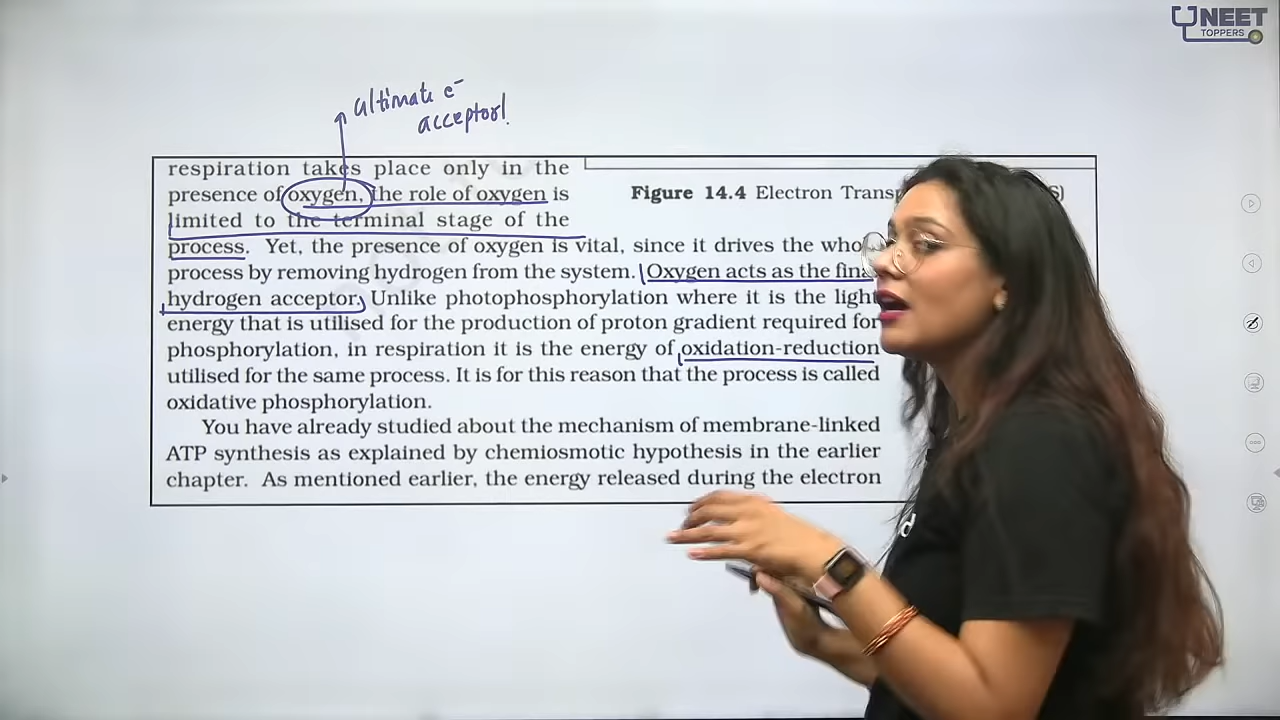 UNEET
TOPPERS
ultimate e⁻
acceptor!
respiration takes place only in the
presence of oxygen, the role of oxygen is
limited to the terminal stage of the
process. Yet, the presence of oxygen is vital, since it drives the who
process by removing hydrogen from the system. Oxygen acts as the fin
hydrogen acceptor. Unlike photophosphorylation where it is the light
energy that is utilised for the production of proton gradient required for
phosphorylation, in respiration it is the energy of oxidation-reduction
utilised for the same process. It is for this reason that the process is called
oxidative phosphorylation.
You have already studied about the mechanism of membrane-linked
ATP synthesis as explained by chemiosmotic hypothesis in the earlier
chapter. As mentioned earlier, the energy released during the electron
Figure 14.4 Electron Trans